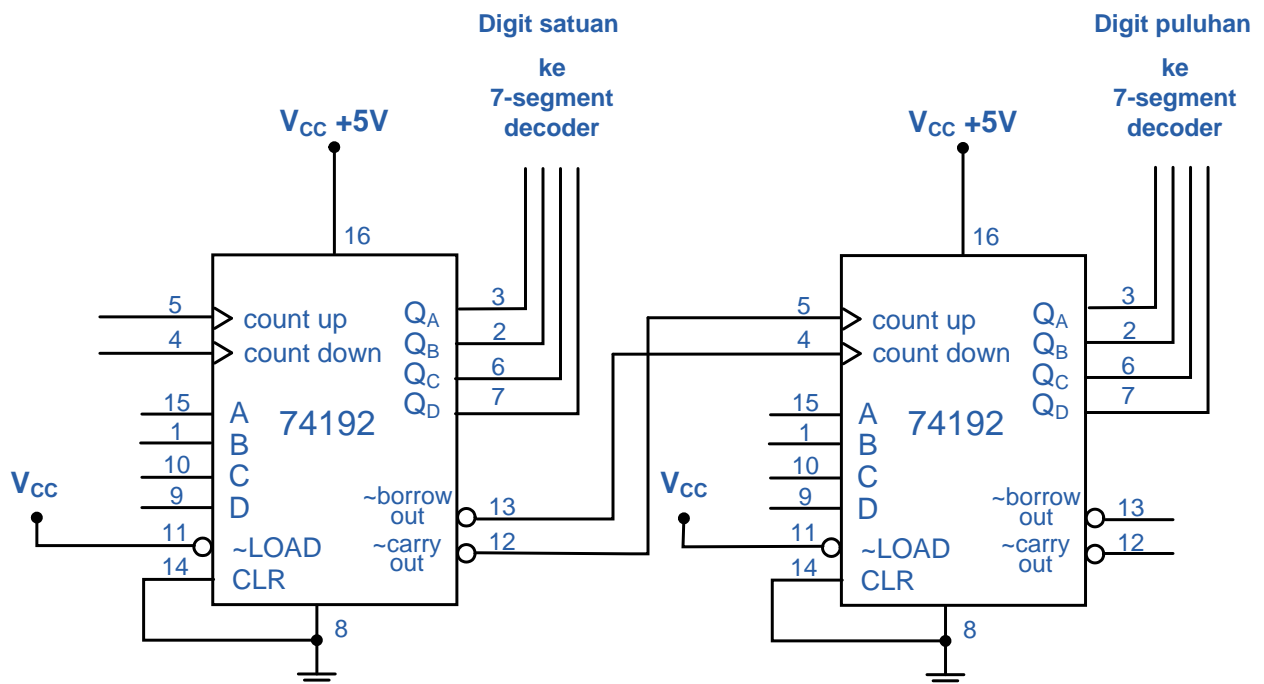 Digit satuan
ke
7-segment
decoder
Digit puluhan
ke
7-segment
decoder
VCC +5V
16
5
count up
4
count down
QA
3
QB
2
QC
6
QD
7
15
A
1
B
10
C
9
D
74192
VCC
11
~LOAD
14
CLR
~borrow
out
13
~carry
out
12
8
VCC +5V
16
5
count up
4
count down
QA
3
QB
2
QC
6
QD
7
15
A
1
B
10
C
9
D
74192
VCC
11
~LOAD
14
CLR
~borrow
out
13
~carry
out
12
8